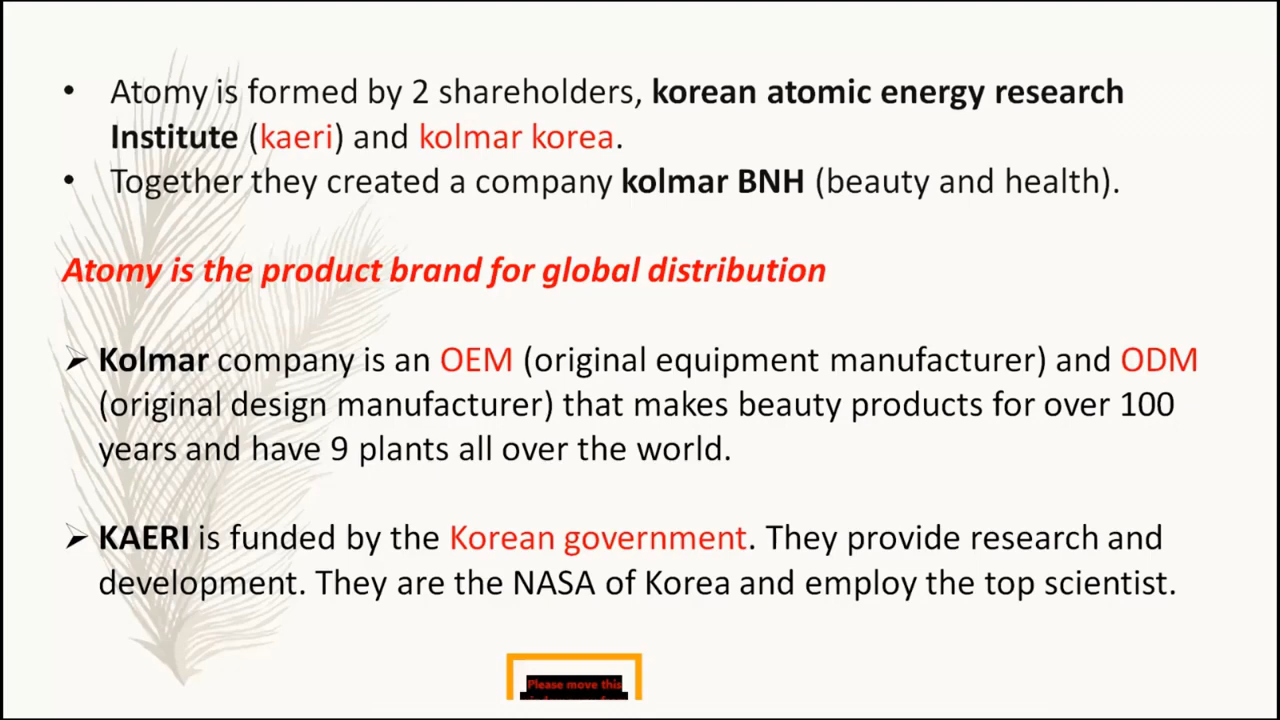 • Atomy is formed by 2 shareholders, korean atomic energy research
Institute (kaeri) and kolmar korea.
• Together they created a company kolmar BNH (beauty and health).
Atomy is the product brand for global distribution
➢ Kolmar company is an OEM (original equipment manufacturer) and ODM
(original design manufacturer) that makes beauty products for over 100
years and have 9 plants all over the world.
➢ KAERI is funded by the Korean government. They provide research and
development. They are the NASA of Korea and employ the top scientist.
Please move this